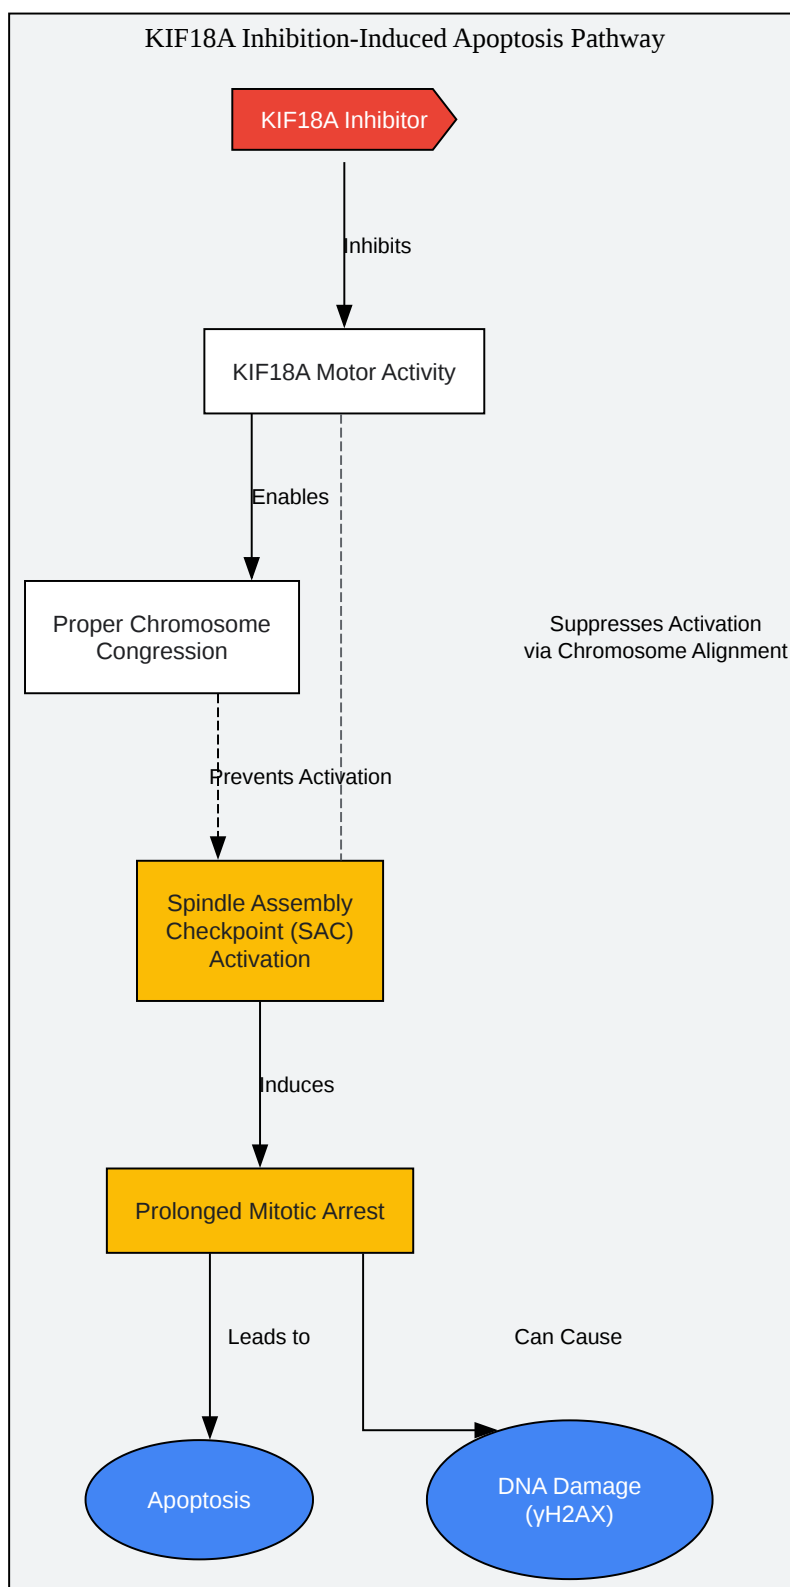 KIF18A Inhibition-Induced Apoptosis Pathway
KIF18A Inhibitor
Inhibits
KIF18A Motor Activity
Enables
Proper Chromosome
Congression
Suppresses Activation
via Chromosome Alignment
Prevents Activation
Spindle Assembly
Checkpoint (SAC)
Activation
Induces
Prolonged Mitotic Arrest
Leads to
Can Cause
Apoptosis
DNA Damage
(γH2AX)